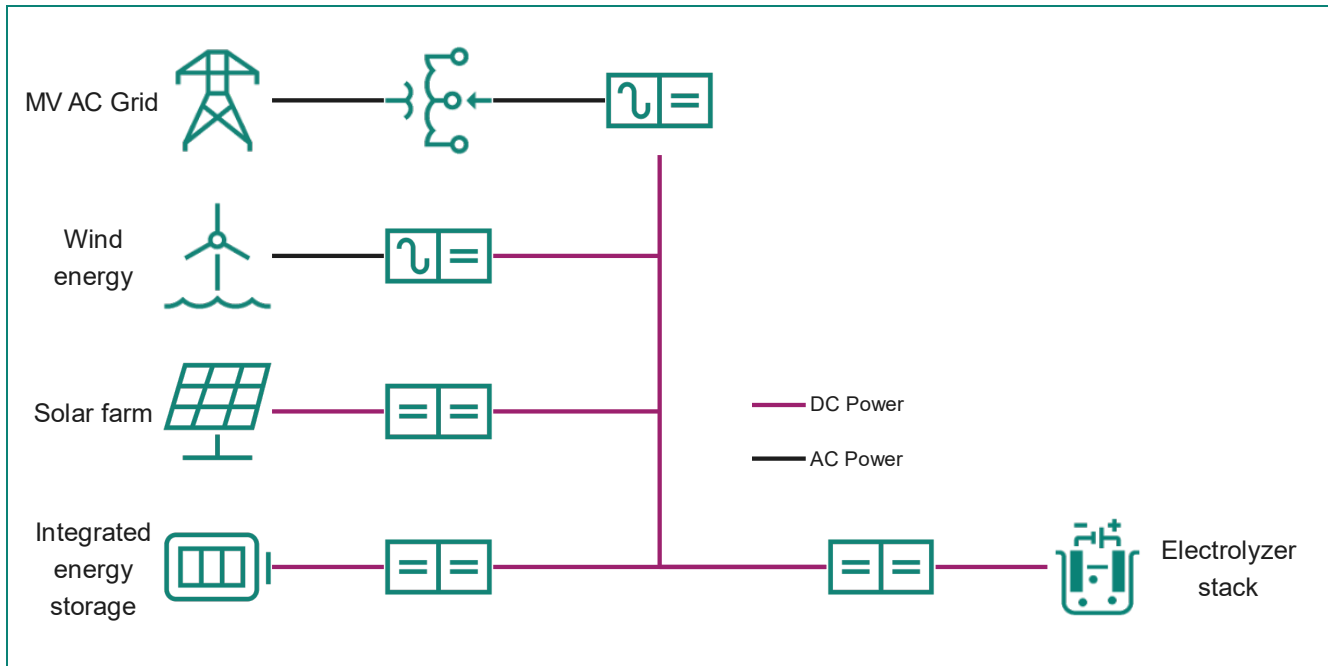 MV AC Grid
Wind
energy
Solar farm
DC Power
AC Power
Integrated
energy
storage
Electrolyzer
stack